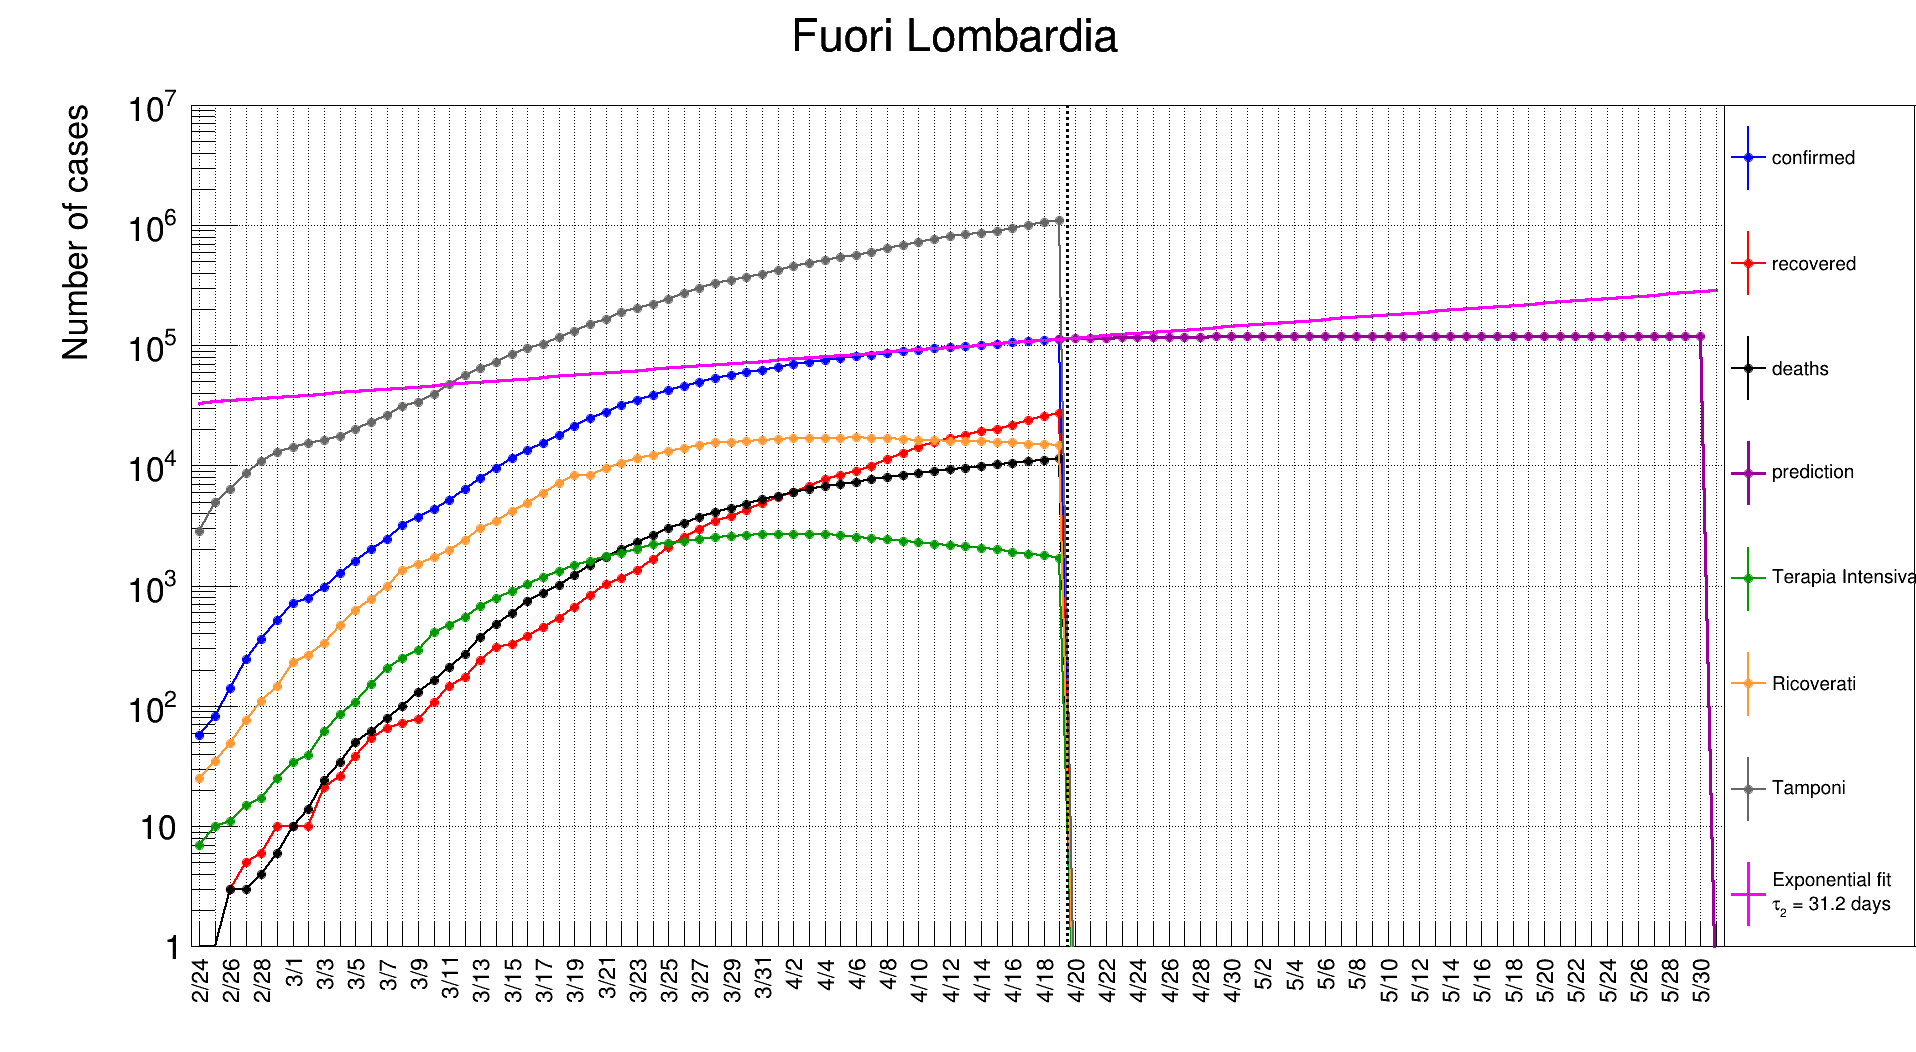 Fuori Lombardia
Number of cases
10^7
10^6
10^5
10^4
10^3
10^2
10
1
2/24 2/26 2/28 3/1 3/3 3/5 3/7 3/9 3/11 3/13 3/15 3/17 3/19 3/21 3/23 3/25 3/27 3/29 3/31 4/2 4/4 4/6 4/8 4/10 4/12 4/14 4/16 4/18 4/20 4/22 4/24 4/26 4/28 4/30 5/2 5/4 5/6 5/8 5/10 5/12 5/14 5/16 5/18 5/20 5/22 5/24 5/26 5/28 5/30
confirmed
recovered
deaths
prediction
Terapia Intensiva
Ricoverati
Tamponi
Exponential fit
τ_2 = 31.2 days